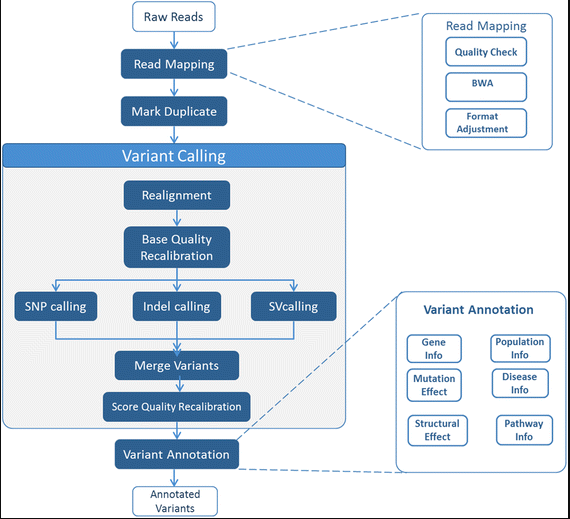 Raw Reads
Read Mapping
Mark Duplicate
Variant Calling
Realignment
Base Quality
Recalibration
SNP calling
Indel calling
SVcalling
Merge Variants
Score Quality Recalibration
Variant Annotation
Annotated
Variants
Read Mapping
Quality Check
BWA
Format
Adjustment
Variant Annotation
Gene
Info
Population
Info
Mutation
Effect
Disease
Info
Structural
Effect
Pathway
Info